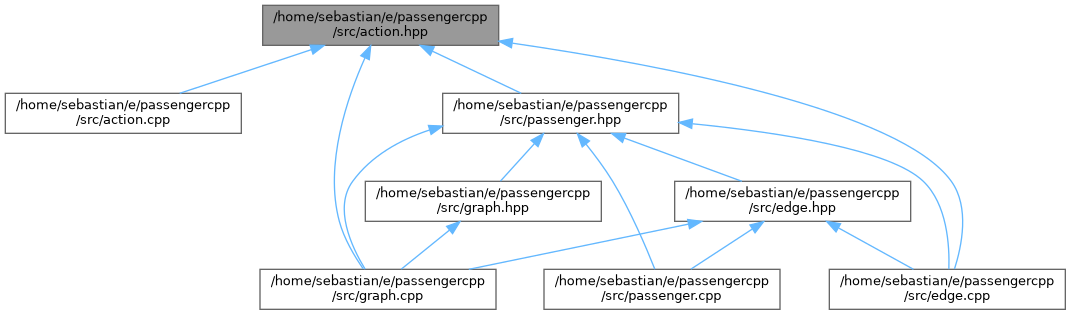 /home/sebastian/e/passengercpp
/src/action.hpp
/home/sebastian/e/passengercpp
/src/action.cpp
/home/sebastian/e/passengercpp
/src/passenger.hpp
/home/sebastian/e/passengercpp
/src/graph.hpp
/home/sebastian/e/passengercpp
/src/edge.hpp
/home/sebastian/e/passengercpp
/src/graph.cpp
/home/sebastian/e/passengercpp
/src/passenger.cpp
/home/sebastian/e/passengercpp
/src/edge.cpp